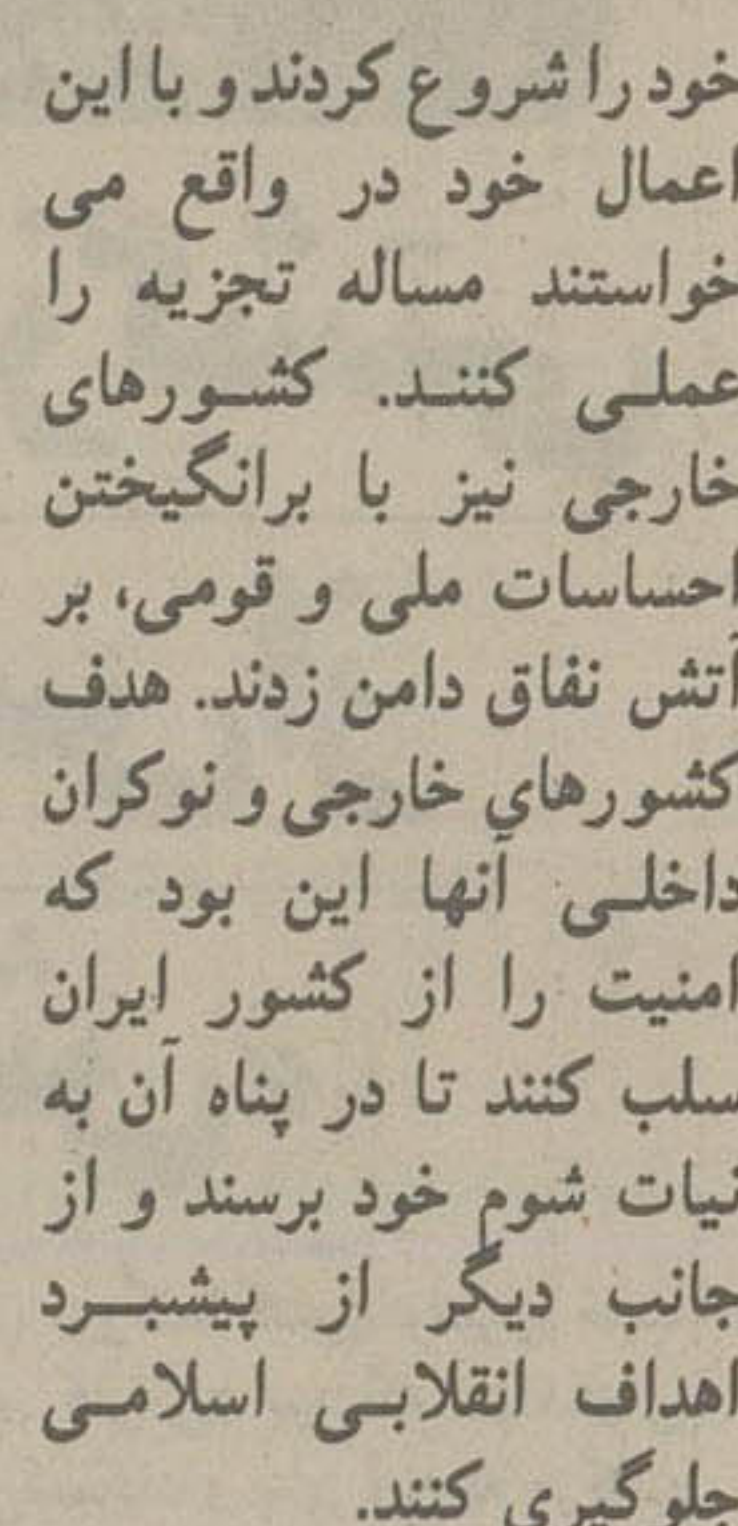 خود را شروع کردند و با این
اعمال خود در واقع می
خواستند مساله تجزیه را
عملی کنند. کشورهای
خارجی نیز با برانگیختن
احساسات ملی و قومی، بر
آتش نفاق دامن زدند. هدف
کشورهای خارجی و نوکران
داخلی آنها این بود که
امنیت را از کشور ایران
سلب کنند تا در پناه آن به
نیات شوم خود برسند و از
جانب دیگر از پیشبرد
اهداف انقلابی اسلامی
جلوگیری کنند.